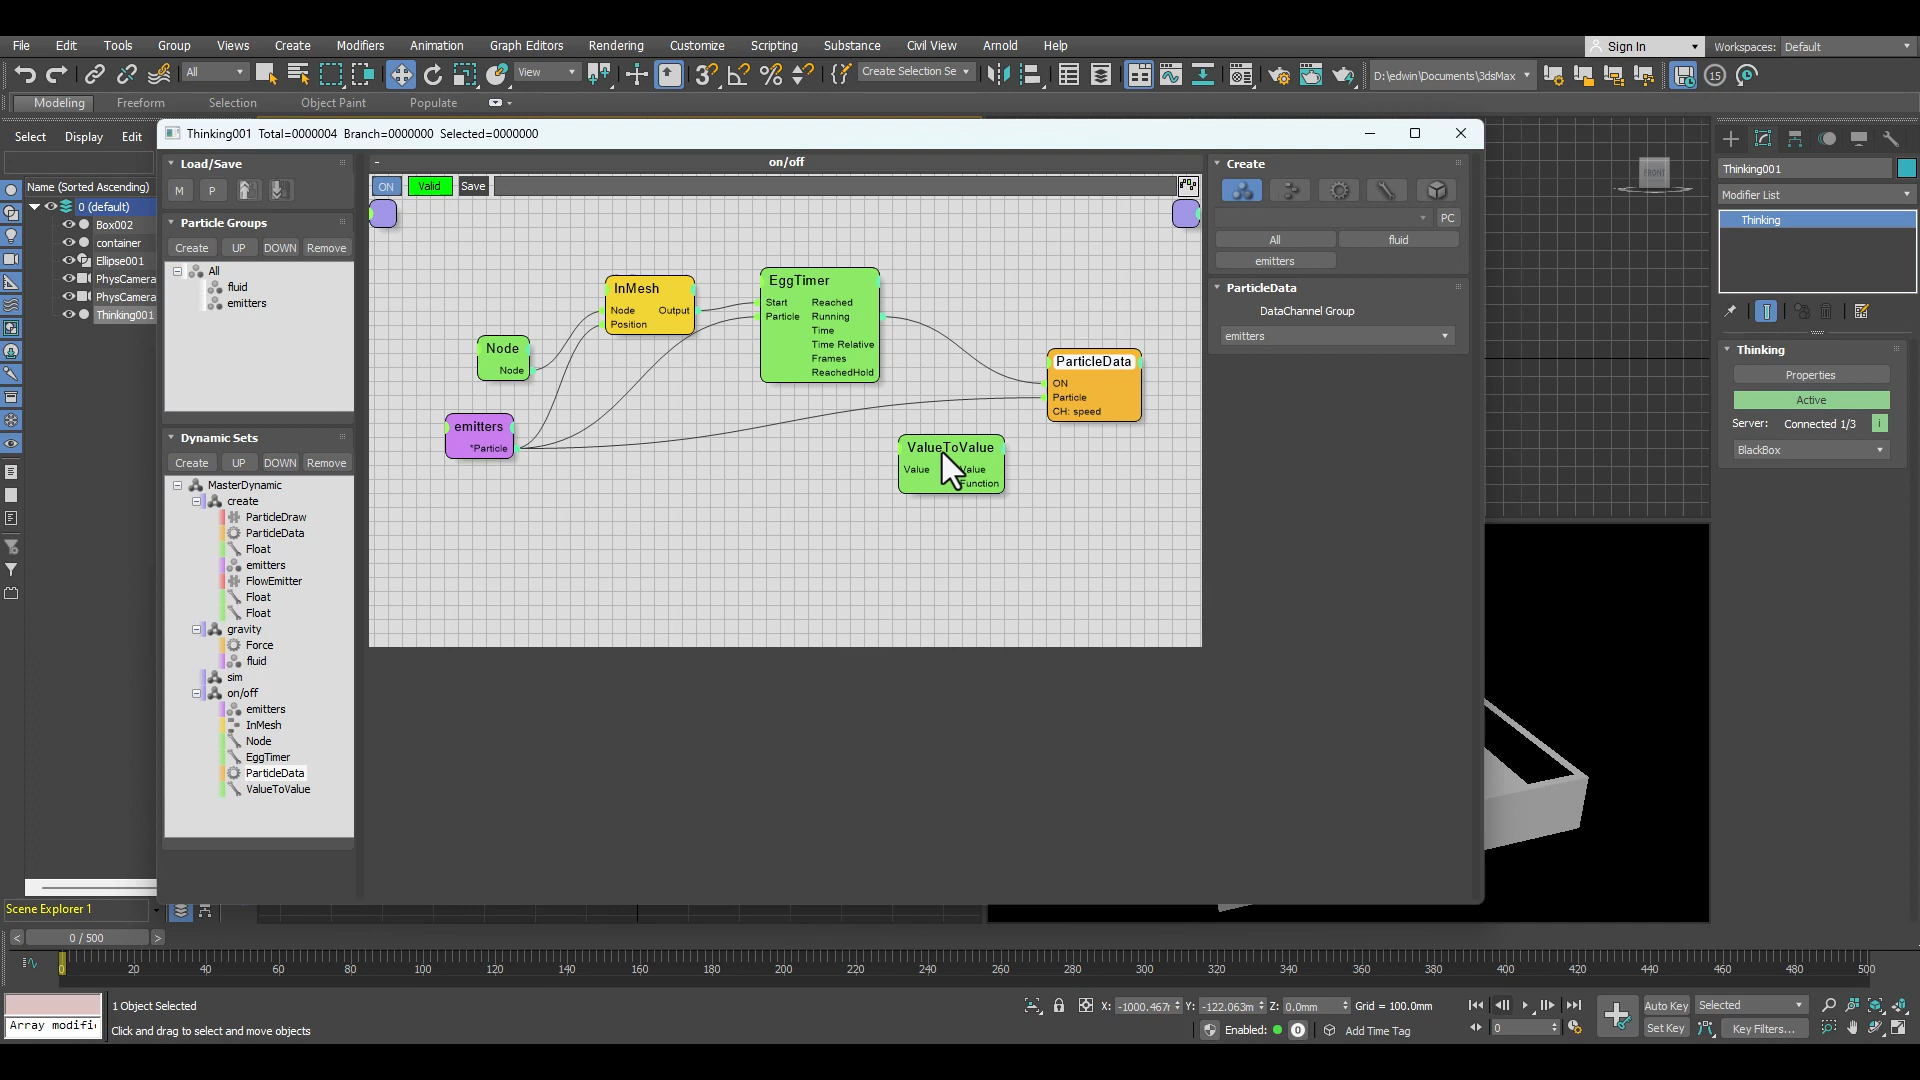 File Edit Tools Group Views Create Modifiers Animation Graph Editors Rendering Customize Scripting Substance Civil View Arnold Help Sign In Workspaces: Default
All View Create Selection Se D:\edwin\Documents\3dsMax 15
Modeling Freeform Selection Object Paint Populate
Select Display Edit
Name (Sorted Ascending)
0 (default)
Box002
container
Ellipse001
PhysCamera
PhysCamera
Thinking001
Thinking001 Total=0000004 Branch=0000000 Selected=0000000
Load/Save
M P
Particle Groups
Create UP DOWN Remove
All
fluid
emitters
Dynamic Sets
Create UP DOWN Remove
MasterDynamic
create
ParticleDraw
ParticleData
Float
emitters
FlowEmitter
Float
Float
gravity
Force
fluid
sim
on/off
emitters
InMesh
Node
EggTimer
ParticleData
ValueToValue
- on/off
ON Valid Save
InMesh
Node Output
Position
Node
Node
emitters
*Particle
EggTimer
Start Reached
Particle Running
Time
Time Relative
Frames
ReachedHold
ParticleData
ON
Particle
CH: speed
ValueToValue
Value Value
Function
Create
PC
All fluid
emitters
ParticleData
DataChannel Group
emitters
FRONT
Thinking001
Modifier List
Thinking
Thinking
Properties
Active
Server: Connected 1/3 i
BlackBox
Scene Explorer 1
< 0 / 500 >
0 20 40 60 80 100 120 140 160 180 200 220 240 260 280 300 320 340 360 380 400 420 440 460 480 500
1 Object Selected
Array modifi
Click and drag to select and move objects
X: -1000.467r Y: -122.063m Z: 0.0mm Grid = 100.0mm
Enabled: 0 Add Time Tag
0
Auto Key Selected
Set Key Key Filters...